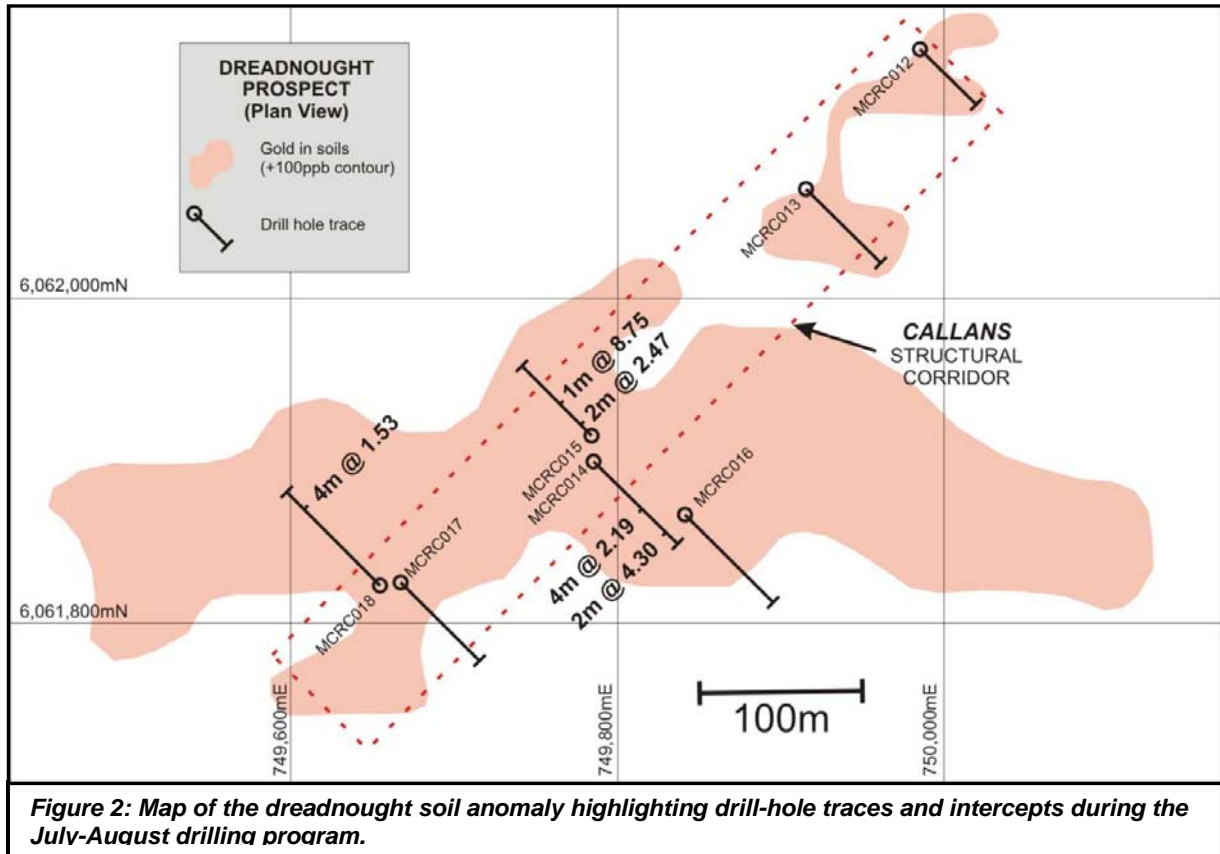 DREADNOUGHT
PROSPECT
(Plan View)
Gold in soils
(+100ppb contour)
Drill hole trace
MCRC012
MCRC013
6,062,000mN
CALLANS
STRUCTURAL
CORRIDOR
1m @ 8.75
2m @ 2.47
4m @ 1.53
MCRC015
MCRC014
MCRC016
4m @ 2.19
2m @ 4.30
MCRC017
MCRC018
6,061,800mN
100m
749,600mE
749,800mE
750,000mE
Figure 2: Map of the dreadnought soil anomaly highlighting drill-hole traces and intercepts during the
July-August drilling program.